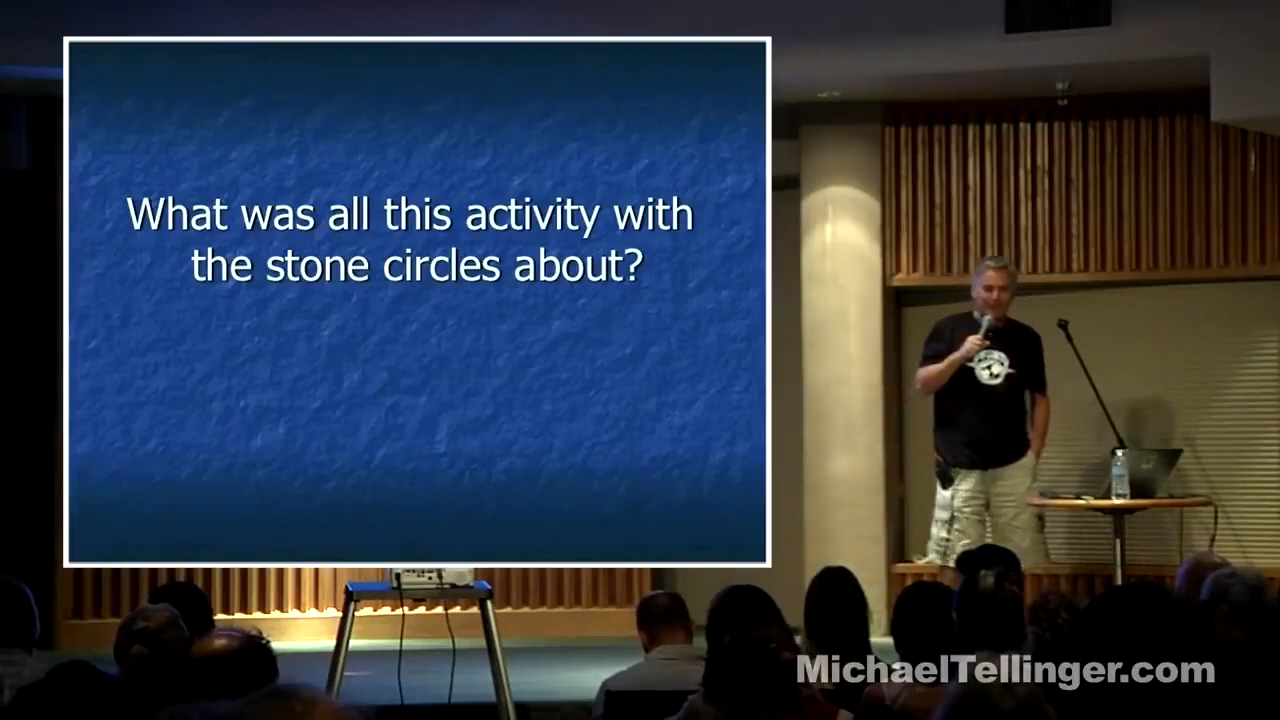 What was all this activity with
the stone circles about?
MichaelTellinger.com